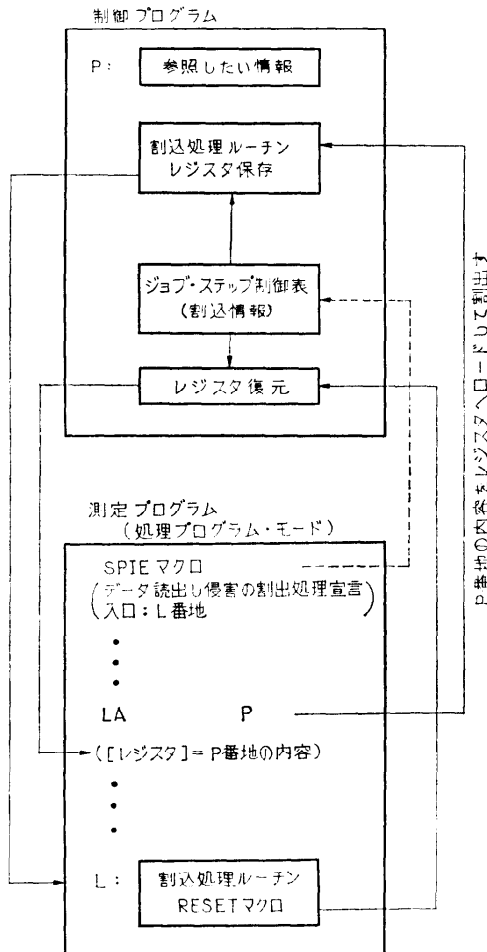 制御プログラム
P: 参照したい情報
割込処理ルーチン
レジスタ保存
ジョブ・ステップ制御表
(割込情報)
レジスタ復元
P番地の内容をレジスタへロードして割出す
測定プログラム
(処理プログラム・モード)
SPIEマクロ
(データ読出し侵害の割出処理宣言
入口:L番地)
LA P
([レジスタ]=P番地の内容)
L: 割込処理ルーチン
RESETマクロ